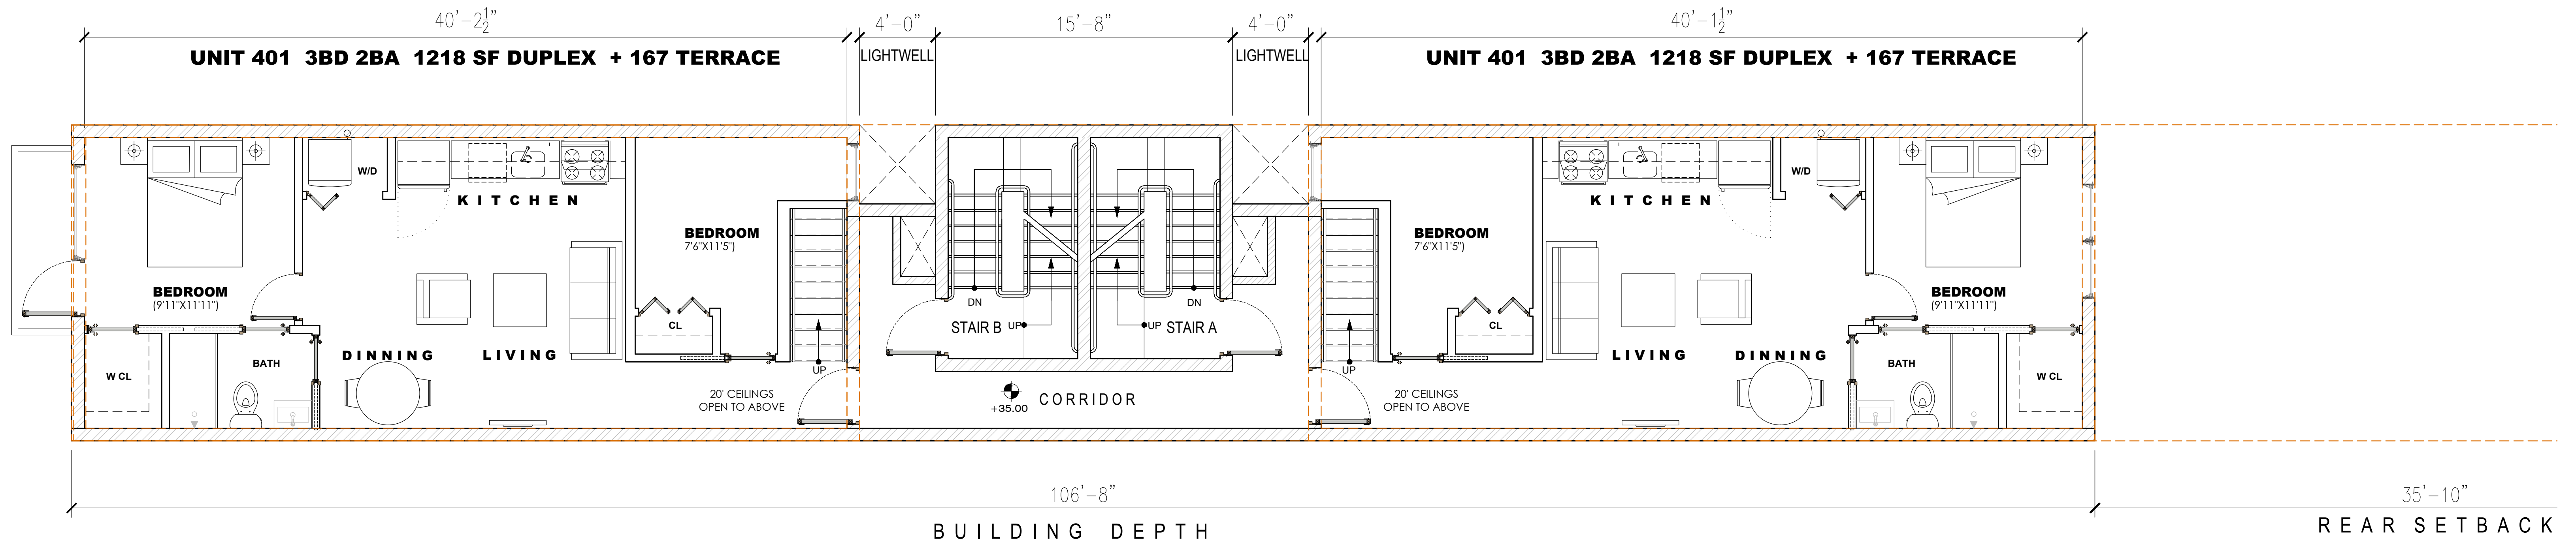 40'-2½"
4'-0"
15'-8"
4'-0"
40'-1½"
UNIT 401 3BD 2BA 1218 SF DUPLEX + 167 TERRACE
LIGHTWELL
LIGHTWELL
UNIT 401 3BD 2BA 1218 SF DUPLEX + 167 TERRACE
W/D
KITCHEN
BEDROOM
7'6"X11'5")
BEDROOM
(9'11"X11'11")
CL
DINNING
LIVING
BATH
W CL
UP
20' CEILINGS
OPEN TO ABOVE
DN
STAIR B
UP
DN
UP
STAIR A
+35.00
CORRIDOR
W/D
KITCHEN
BEDROOM
7'6"X11'5")
BEDROOM
(9'11"X11'11")
CL
LIVING
DINNING
BATH
W CL
UP
20' CEILINGS
OPEN TO ABOVE
106'-8"
35'-10"
BUILDING DEPTH
REAR SETBACK